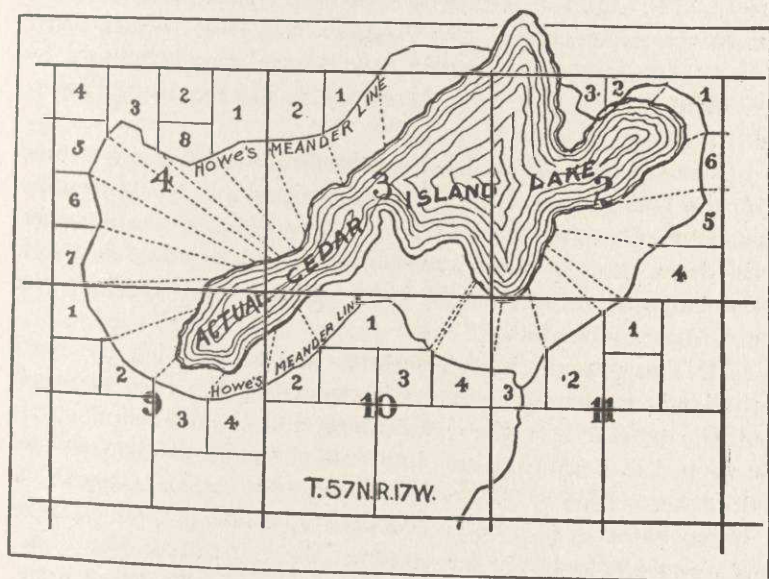 4 3 2 1 2 1 3 2 1
8
HOWE'S MEANDER LINE
5 4 6
6 3 2
ACTUAL CEDAR ISLAND LAKE
7 5
4
1 1 1
HOWE'S MEANDER LINE
2 2 3 4 3 2
9 3 4 10 11
T. 57N. R. 17W.